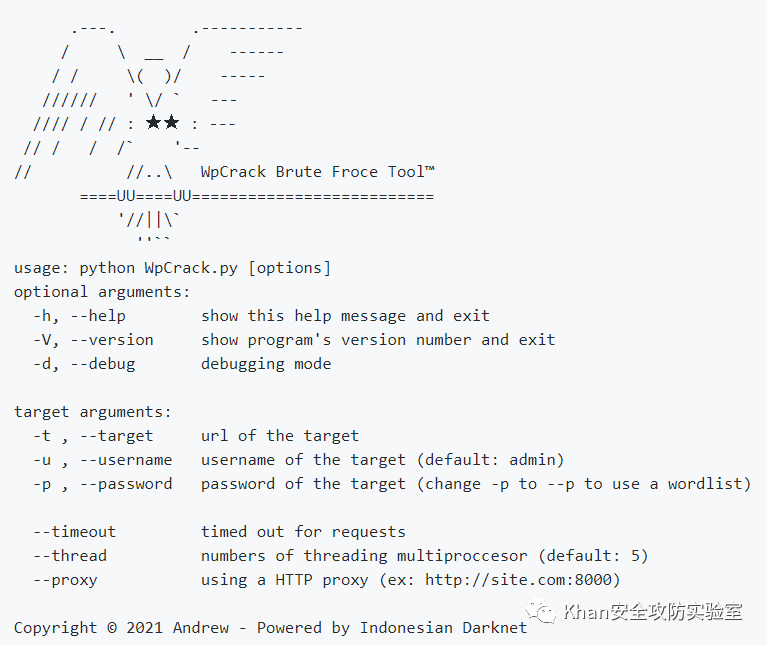 WpCrack Brute Froce Tool™
usage: python WpCrack.py [options]
optional arguments:
-h, --help show this help message and exit
-V, --version show program's version number and exit
-d, --debug debugging mode
target arguments:
-t , --target url of the target
-u , --username username of the target (default: admin)
-p , --password password of the target (change -p to --p to use a wordlist)
--timeout timed out for requests
--thread numbers of threading multiproccesor (default: 5)
--proxy using a HTTP proxy (ex: http://site.com:8000)
Khan安全攻防实验室
Copyright © 2021 Andrew - Powered by Indonesian Darknet